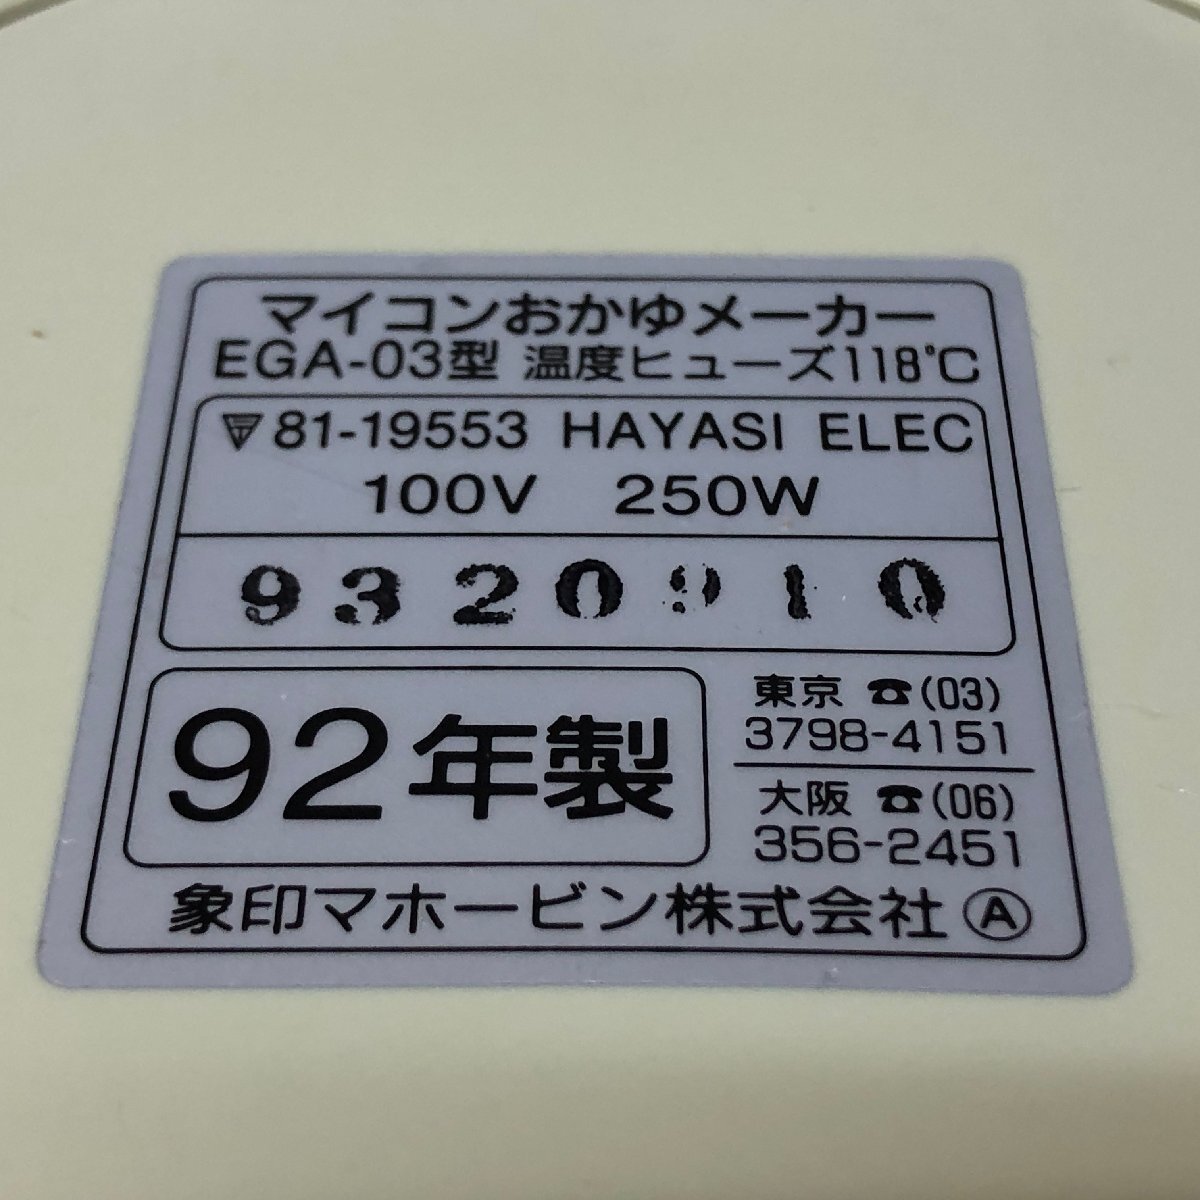 マイコンおかゆメーカー
EGA-03型 温度ヒューズ118℃
81-19553 HAYASI ELEC
100V 250W
9320910
92年製
東京 ☎(03)
3798-4151
大阪 ☎(06)
356-2451
象印マホービン株式会社 Ⓐ